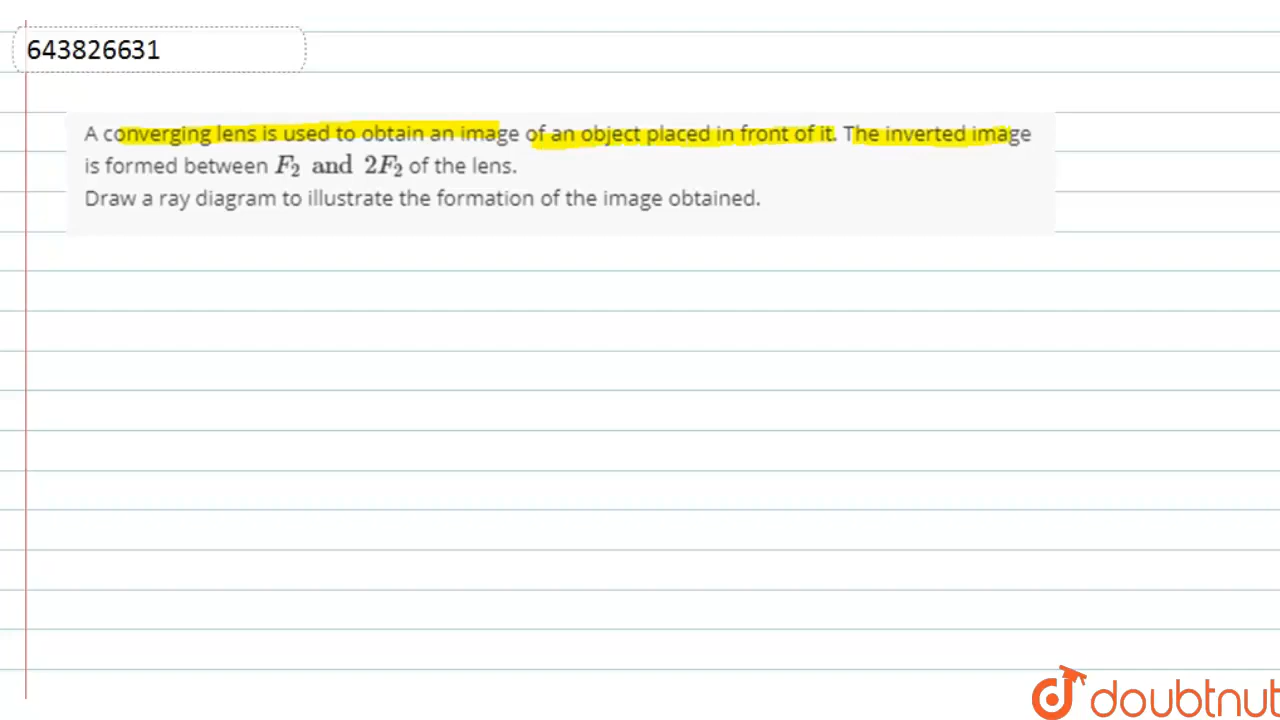 643826631
A converging lens is used to obtain an image of an object placed in front of it. The inverted image
is formed between F₂ and 2F₂ of the lens.
Draw a ray diagram to illustrate the formation of the image obtained.
doubtnut